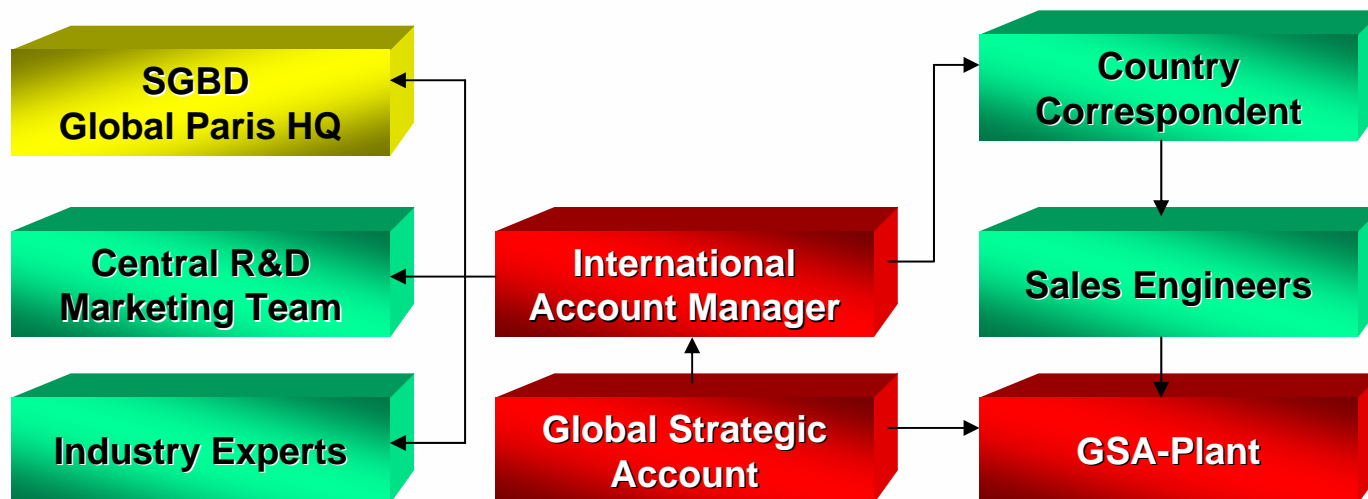 SGBD
Global Paris HQ
Country
Correspondent
Central R&D
Marketing Team
International
Account Manager
Sales Engineers
Industry Experts
Global Strategic
Account
GSA-Plant